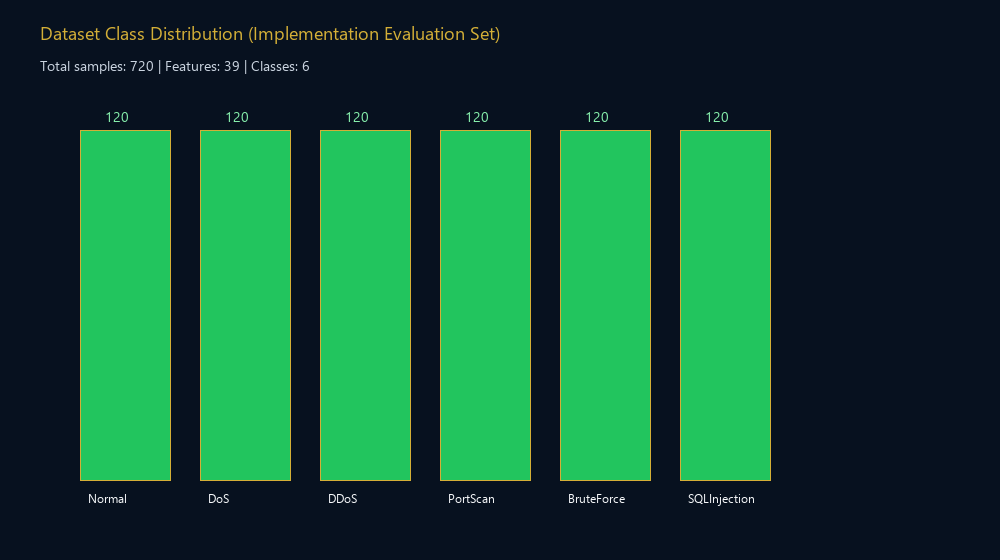 Dataset Class Distribution (Implementation Evaluation Set)
Total samples: 720 | Features: 39 | Classes: 6
120 120 120 120 120 120
Normal DoS DDoS PortScan BruteForce SQLInjection